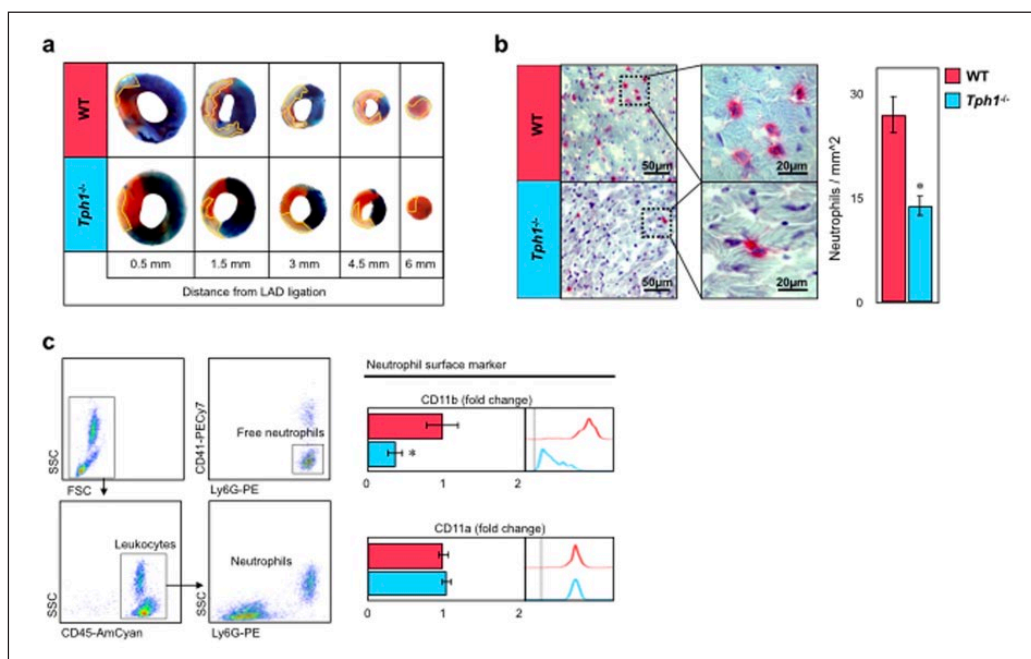 a
WT
Tph1-/-
0.5 mm
1.5 mm
3 mm
4.5 mm
6 mm
Distance from LAD ligation
b
WT
50µm
20µm
Tph1-/-
50µm
20µm
Neutrophils / mm^2
30
15
0
*
WT
Tph1-/-
c
SSC
FSC
CD41-PECy7
Free neutrophils
Ly6G-PE
SSC
Leukocytes
CD45-AmCyan
SSC
Neutrophils
Ly6G-PE
Neutrophil surface marker
CD11b (fold change)
*
0 1 2
CD11a (fold change)
0 1 2